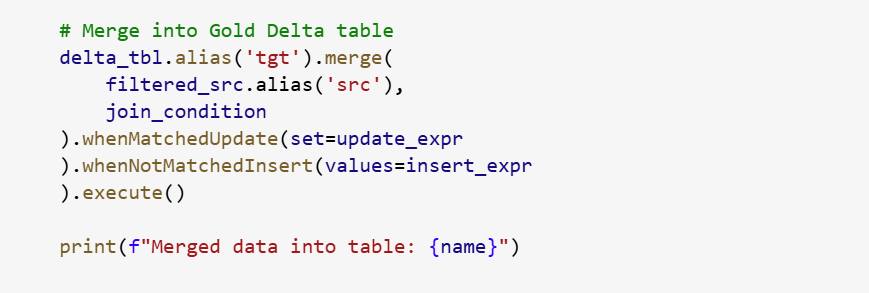 # Merge into Gold Delta table
delta_tbl.alias('tgt').merge(
    filtered_src.alias('src'),
    join_condition
).whenMatchedUpdate(set=update_expr
).whenNotMatchedInsert(values=insert_expr
).execute()

print(f"Merged data into table: {name}")